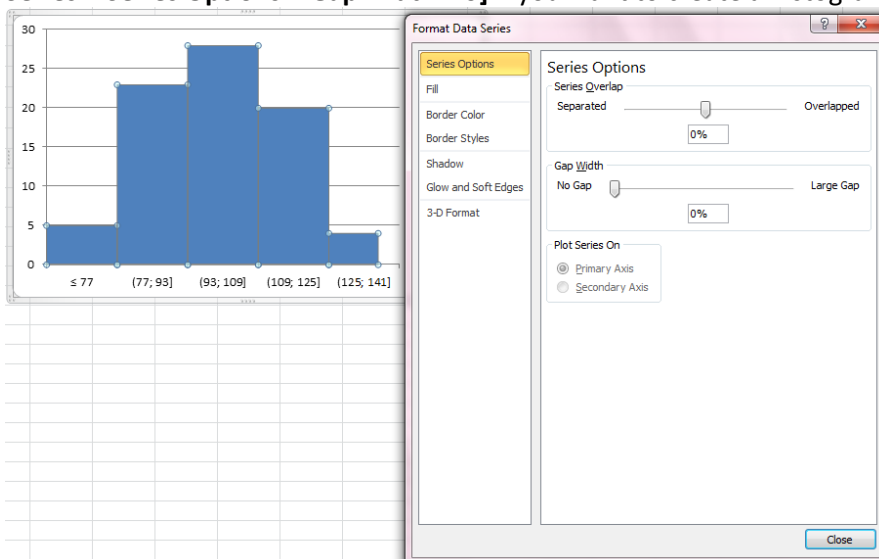 30
25
20
15
10
5
0
≤ 77 (77; 93] (93; 109] (109; 125] (125; 141]
Format Data Series
Series Options
Fill
Border Color
Border Styles
Shadow
Glow and Soft Edges
3-D Format
Series Options
Series Overlap
Separated Overlapped
0%
Gap Width
No Gap Large Gap
0%
Plot Series On
Primary Axis
Secondary Axis
Close